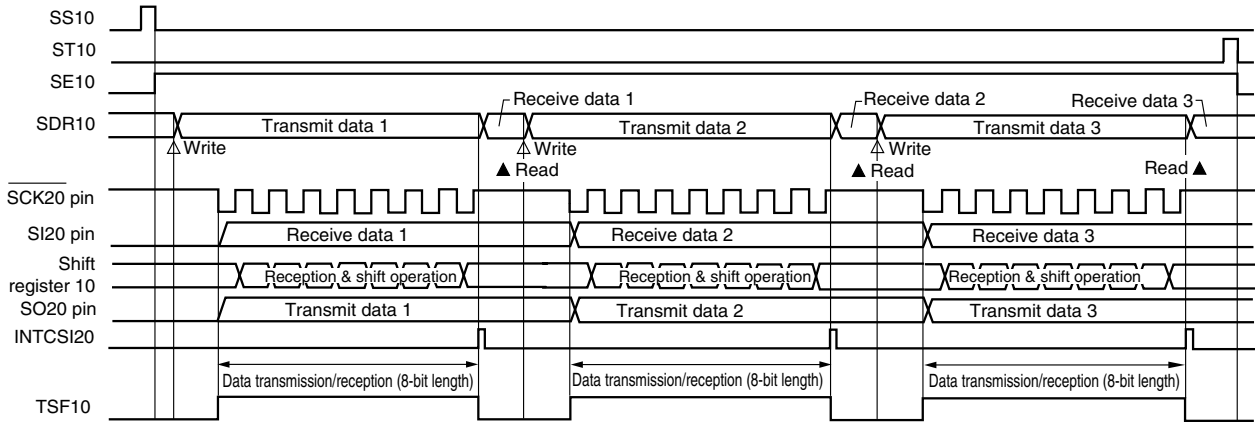 SS10
ST10
SE10
Receive data 1
Receive data 2
Receive data 3
SDR10
Transmit data 1
Transmit data 2
Transmit data 3
△Write
△Write
△Write
▲ Read
▲ Read
Read ▲
SCK20 pin
SI20 pin
Receive data 1
Receive data 2
Receive data 3
Shift
register 10
Reception & shift operation
Reception & shift operation
Reception & shift operation
SO20 pin
Transmit data 1
Transmit data 2
Transmit data 3
INTCSI20
Data transmission/reception (8-bit length)
Data transmission/reception (8-bit length)
Data transmission/reception (8-bit length)
TSF10